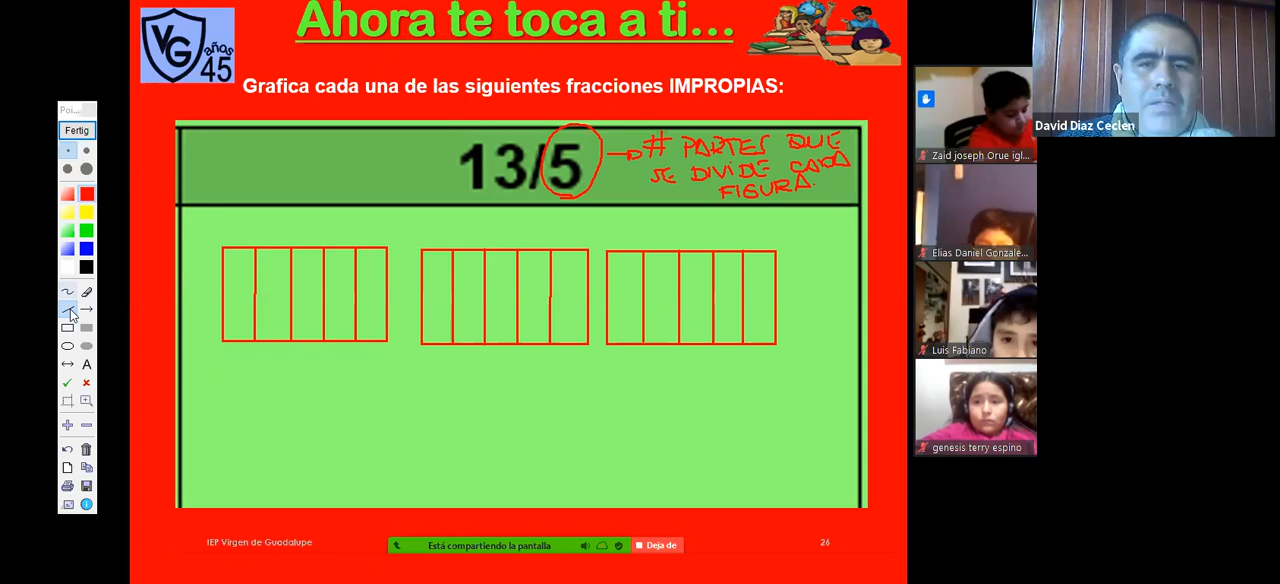 Ahora te toca a ti...
VG
años
45
Grafica cada una de las siguientes fracciones IMPROPIAS:
13/5
# PARTES QUE
SE DIVIDE CADA
FIGURA.
Poi...
Fertig
A
IEP Virgen de Guadalupe
Está compartiendo la pantalla
Deja de
26
David Diaz Ceclen
Zaid joseph Orue igl...
Elias Daniel Gonzale...
Luis Fabiano
genesis terry espino